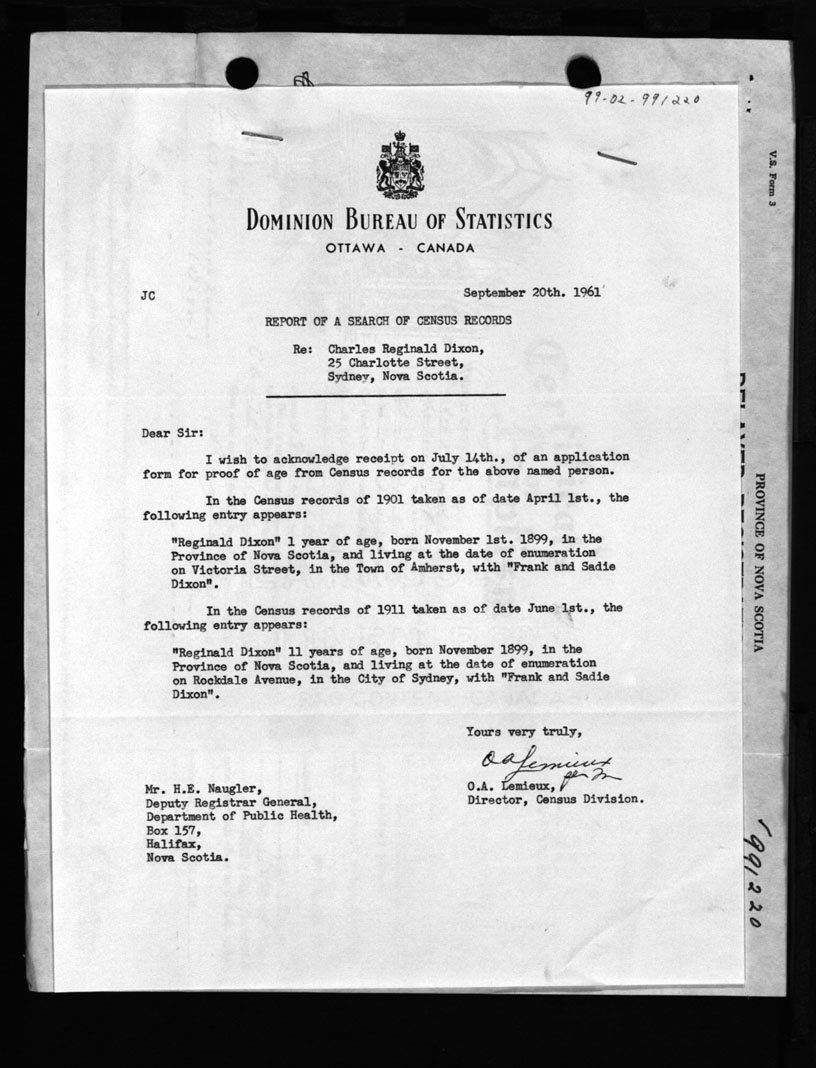 99-02-991220
DOMINION BUREAU OF STATISTICS
OTTAWA - CANADA
JC
September 20th. 1961
REPORT OF A SEARCH OF CENSUS RECORDS
Re: Charles Reginald Dixon,
25 Charlotte Street,
Sydney, Nova Scotia.
Dear Sir:
I wish to acknowledge receipt on July 14th., of an application
form for proof of age from Census records for the above named person.
In the Census records of 1901 taken as of date April 1st., the
following entry appears:
"Reginald Dixon" 1 year of age, born November 1st. 1899, in the
Province of Nova Scotia, and living at the date of enumeration
on Victoria Street, in the Town of Amherst, with "Frank and Sadie
Dixon".
In the Census records of 1911 taken as of date June 1st., the
following entry appears:
"Reginald Dixon" 11 years of age, born November 1899, in the
Province of Nova Scotia, and living at the date of enumeration
on Rockdale Avenue, in the City of Sydney, with "Frank and Sadie
Dixon".
Yours very truly,
OALemieux
O.A. Lemieux,
Director, Census Division.
Mr. H.E. Naugler,
Deputy Registrar General,
Department of Public Health,
Box 157,
Halifax,
Nova Scotia.
V.S. Form 3
PROVINCE OF NOVA SCOTIA
991220